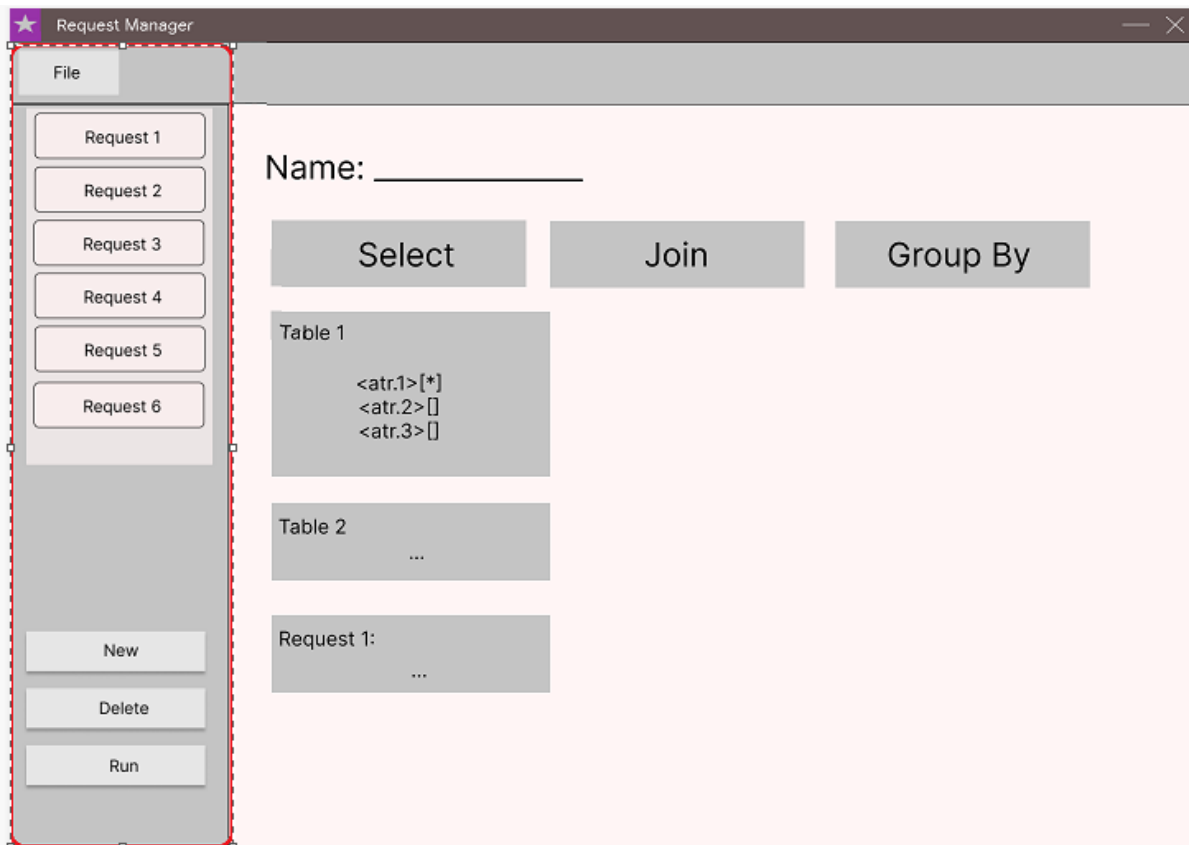 Request Manager
File
Request 1
Request 2
Request 3
Request 4
Request 5
Request 6
New
Delete
Run
Name: ____________
Select
Join
Group By
Table 1
<atr.1>[*]
<atr.2>[]
<atr.3>[]
Table 2
...
Request 1:
...